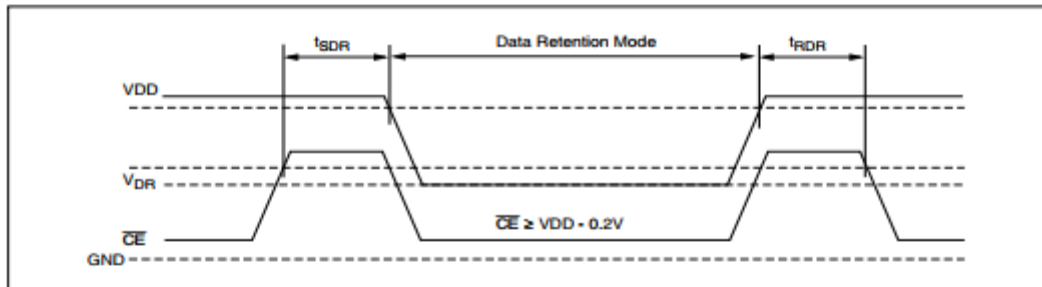 tSDR
Data Retention Mode
tRDR
VDD
VDR
CE ≥ VDD - 0.2V
CE
GND